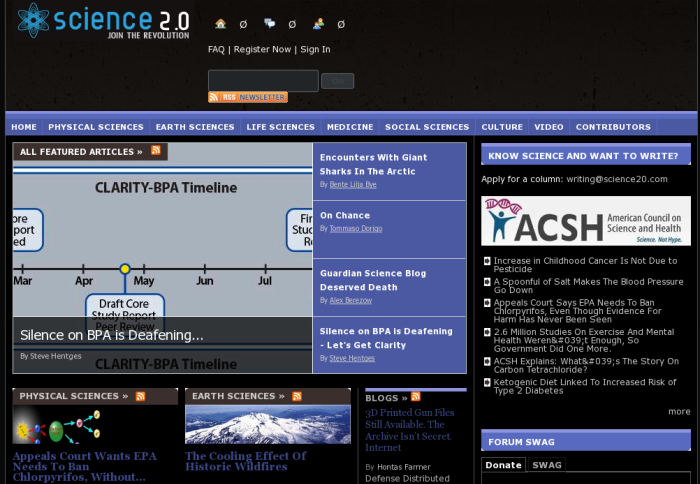 science 2.0
JOIN THE REVOLUTION
Ø Ø Ø
FAQ | Register Now | Sign In
RSS NEWSLETTER
HOME PHYSICAL SCIENCES EARTH SCIENCES LIFE SCIENCES MEDICINE SOCIAL SCIENCES CULTURE VIDEO CONTRIBUTORS
ALL FEATURED ARTICLES »
CLARITY-BPA Timeline
ore
port
ed
Fin
Stud
Re
Mar Apr May Jun Jul
Draft Core
Study Report
Peer Review
Silence on BPA is Deafening...
By Steve Hentges
CLARITY-BPA Timeline
Encounters With Giant
Sharks In The Arctic
By Bente Lilja Bye
On Chance
By Tommaso Dorigo
Guardian Science Blog
Deserved Death
By Alex Berezow
Silence on BPA is Deafening
- Let's Get Clarity
By Steve Hentges
KNOW SCIENCE AND WANT TO WRITE?
Apply for a column: writing@science20.com
ACSH American Council on
Science and Health
Science. Not Hype.
Increase in Childhood Cancer Is Not Due to
Pesticide
A Spoonful of Salt Makes The Blood Pressure
Go Down
Appeals Court Says EPA Needs To Ban
Chlorpyrifos, Even Though Evidence For
Harm Has Never Been Seen
2.6 Million Studies On Exercise And Mental
Health Weren&#039;t Enough, So
Government Did One More.
ACSH Explains: What&#039;s The Story On
Carbon Tetrachloride?
Ketogenic Diet Linked To Increased Risk of
Type 2 Diabetes
more
PHYSICAL SCIENCES »
Appeals Court Wants EPA
Needs To Ban
Chlorpyrifos, Without...
EARTH SCIENCES »
The Cooling Effect Of
Historic Wildfires
BLOGS »
3D Printed Gun Files
Still Available. The
Archive Isn't Secret.
Internet
By Hontas Farmer
Defense Distributed
FORUM SWAG
Donate SWAG